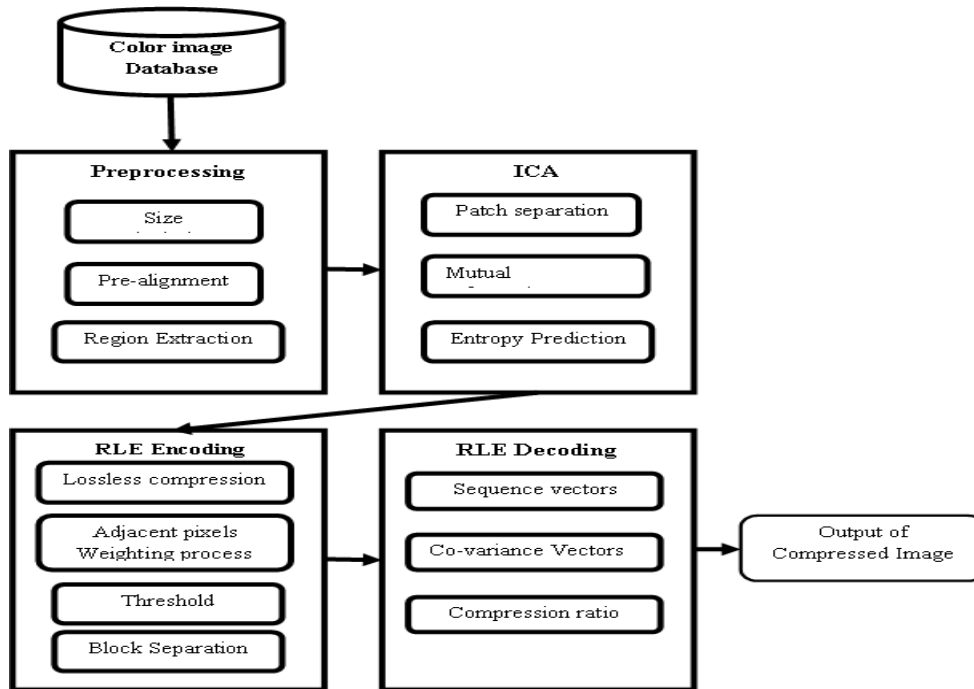 Color image
Database
Preprocessing
Size
Pre-alignment
Region Extraction
ICA
Patch separation
Mutual
Entropy Prediction
RLE Encoding
Lossless compression
Adjacent pixels
Weighting process
Threshold
Block Separation
RLE Decoding
Sequence vectors
Co-variance Vectors
Compression ratio
Output of
Compressed Image